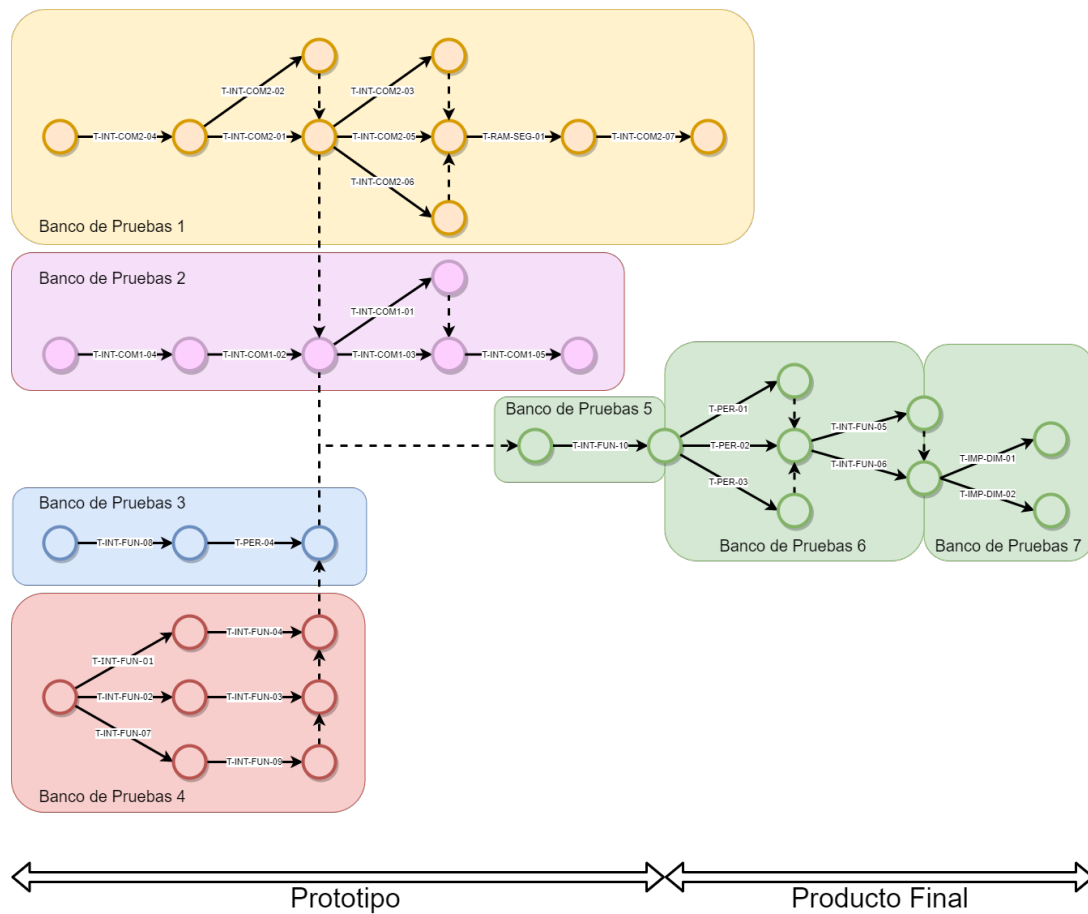 T-INT-COM2-02
T-INT-COM2-03
T-INT-COM2-04
T-INT-COM2-01
T-INT-COM2-05
T-RAM-SEG-01
T-INT-COM2-07
T-INT-COM2-06
Banco de Pruebas 1
Banco de Pruebas 2
T-INT-COM1-01
T-INT-COM1-04
T-INT-COM1-02
T-INT-COM1-03
T-INT-COM1-05
Banco de Pruebas 5
T-INT-FUN-10
T-PER-01
T-PER-02
T-PER-03
T-INT-FUN-05
T-INT-FUN-06
Banco de Pruebas 6
T-IMP-DIM-01
T-IMP-DIM-02
Banco de Pruebas 7
Banco de Pruebas 3
T-INT-FUN-08
T-PER-04
T-INT-FUN-01
T-INT-FUN-04
T-INT-FUN-02
T-INT-FUN-03
T-INT-FUN-07
T-INT-FUN-09
Banco de Pruebas 4
Prototipo
Producto Final